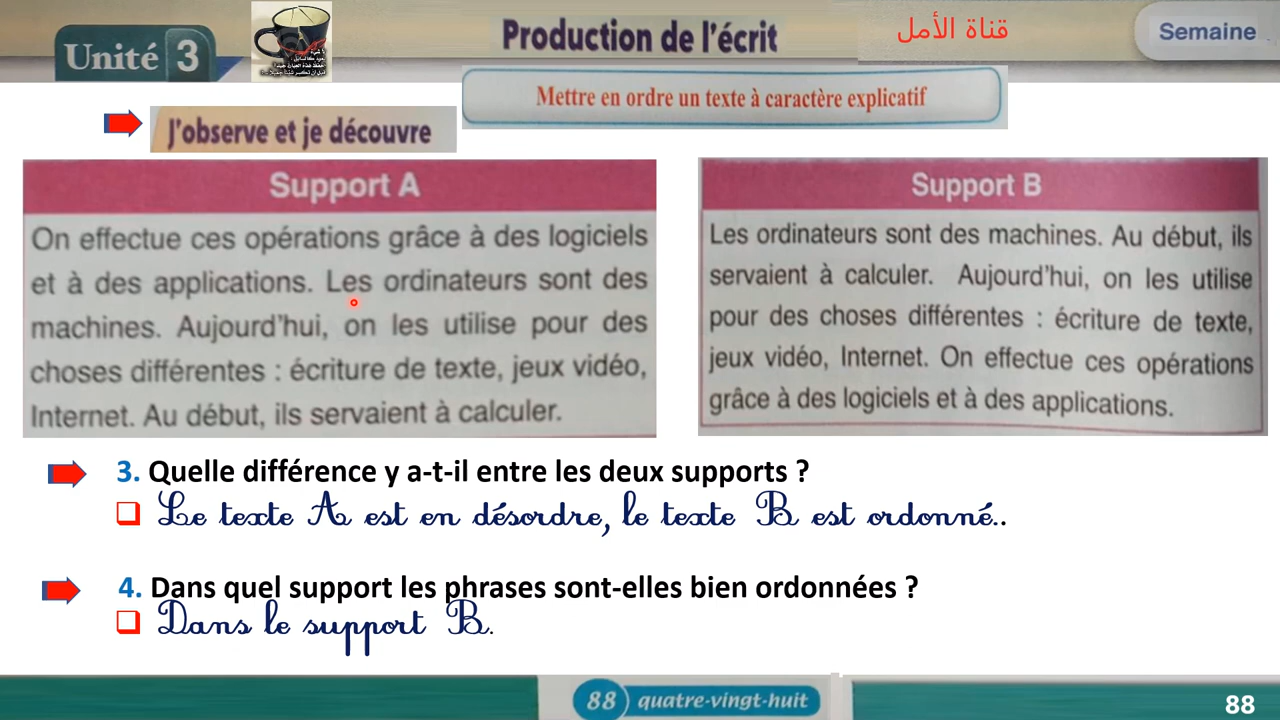 Unité 3
Production de l'écrit
قناة الأمل
Semaine
Mettre en ordre un texte à caractère explicatif
J'observe et je découvre
Support A
On effectue ces opérations grâce à des logiciels
et à des applications. Les ordinateurs sont des
machines. Aujourd'hui, on les utilise pour des
choses différentes : écriture de texte, jeux vidéo,
Internet. Au début, ils servaient à calculer.
Support B
Les ordinateurs sont des machines. Au début, ils
servaient à calculer. Aujourd'hui, on les utilise
pour des choses différentes : écriture de texte,
jeux vidéo, Internet. On effectue ces opérations
grâce à des logiciels et à des applications.
3. Quelle différence y a-t-il entre les deux supports ?
Le texte A est en désordre, le texte B est ordonné..
4. Dans quel support les phrases sont-elles bien ordonnées ?
Dans le support B.
88 quatre-vingt-huit
88